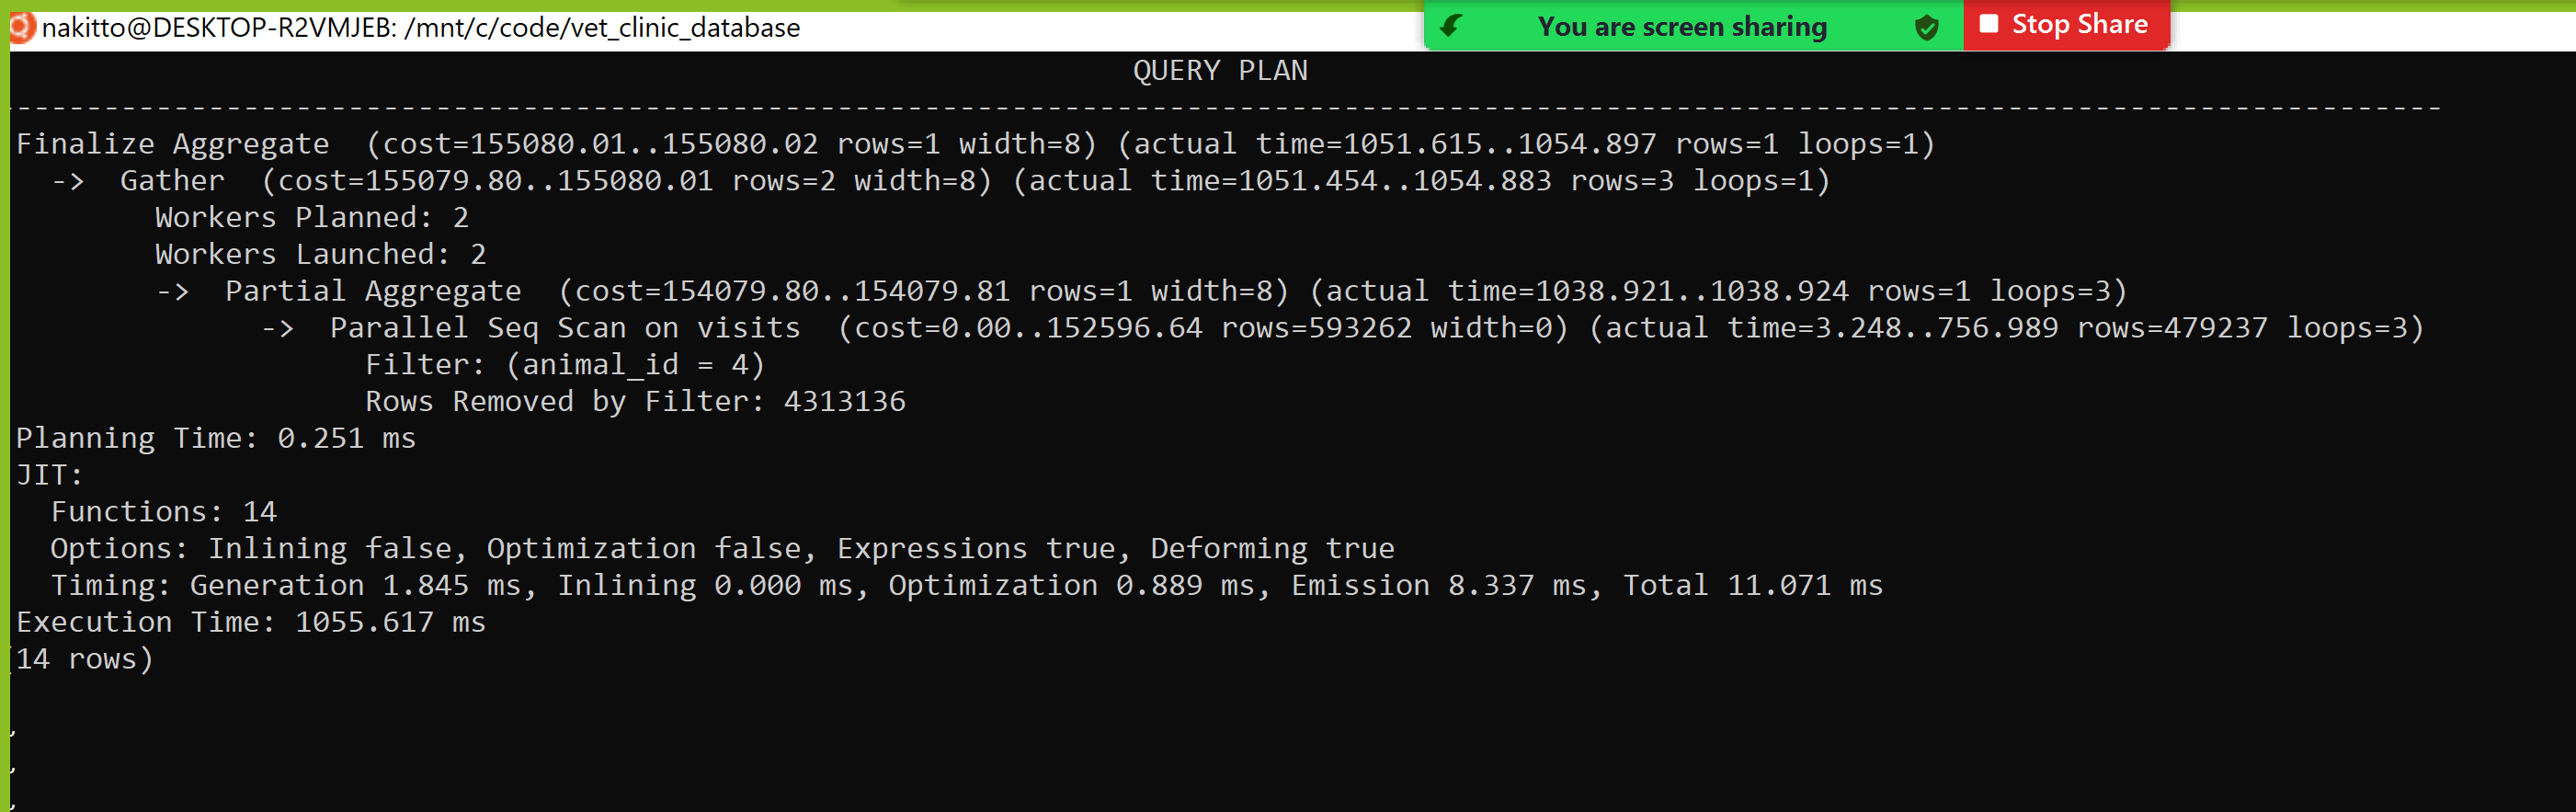 nakitto@DESKTOP-R2VMJEB: /mnt/c/code/vet_clinic_database
You are screen sharing
Stop Share
QUERY PLAN
--------------------------------------------------------------------------------------------------------------------------------------------
Finalize Aggregate  (cost=155080.01..155080.02 rows=1 width=8) (actual time=1051.615..1054.897 rows=1 loops=1)
  ->  Gather  (cost=155079.80..155080.01 rows=2 width=8) (actual time=1051.454..1054.883 rows=3 loops=1)
        Workers Planned: 2
        Workers Launched: 2
        ->  Partial Aggregate  (cost=154079.80..154079.81 rows=1 width=8) (actual time=1038.921..1038.924 rows=1 loops=3)
              ->  Parallel Seq Scan on visits  (cost=0.00..152596.64 rows=593262 width=0) (actual time=3.248..756.989 rows=479237 loops=3)
                    Filter: (animal_id = 4)
                    Rows Removed by Filter: 4313136
Planning Time: 0.251 ms
JIT:
  Functions: 14
  Options: Inlining false, Optimization false, Expressions true, Deforming true
  Timing: Generation 1.845 ms, Inlining 0.000 ms, Optimization 0.889 ms, Emission 8.337 ms, Total 11.071 ms
Execution Time: 1055.617 ms
(14 rows)